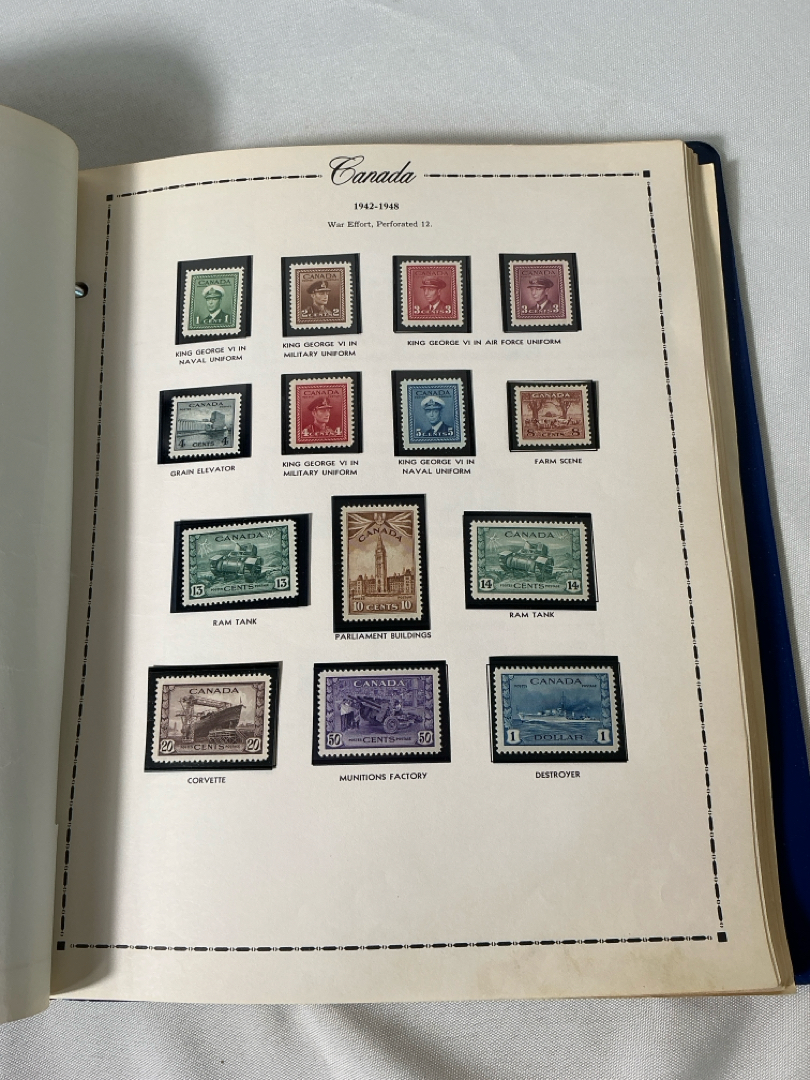 Canada
1942-1948
War Effort, Perforated 12.
CANADA
1 CENT 1
CANADA
2 CENTS 2
CANADA
3 CENTS 3
CANADA
3 CENTS 3
KING GEORGE VI IN
NAVAL UNIFORM
KING GEORGE VI IN
MILITARY UNIFORM
KING GEORGE VI IN AIR FORCE UNIFORM
CANADA
4 CENTS 4
CANADA
4 CENTS 4
CANADA
5 CENTS 5
CANADA
8 CENTS 8
GRAIN ELEVATOR
KING GEORGE VI IN
MILITARY UNIFORM
KING GEORGE VI IN
NAVAL UNIFORM
FARM SCENE
CANADA
13 CENTS 13
CANADA
10 CENTS 10
CANADA
14 CENTS 14
RAM TANK
PARLIAMENT BUILDINGS
RAM TANK
CANADA
20 CENTS 20
CANADA
50 CENTS 50
CANADA
1 DOLLAR 1
CORVETTE
MUNITIONS FACTORY
DESTROYER